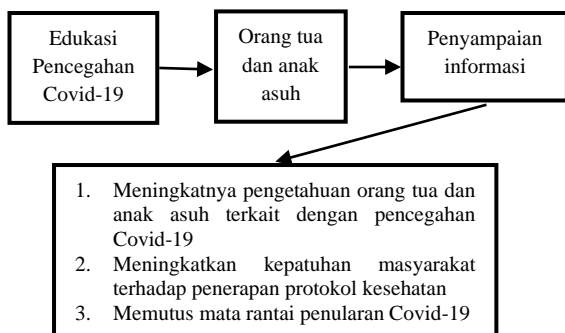 Edukasi
Pencegahan
Covid-19
Orang tua
dan anak
asuh
Penyampaian
informasi
1. Meningkatnya pengetahuan orang tua dan
anak asuh terkait dengan pencegahan
Covid-19
2. Meningkatkan kepatuhan masyarakat
terhadap penerapan protokol kesehatan
3. Memutus mata rantai penularan Covid-19